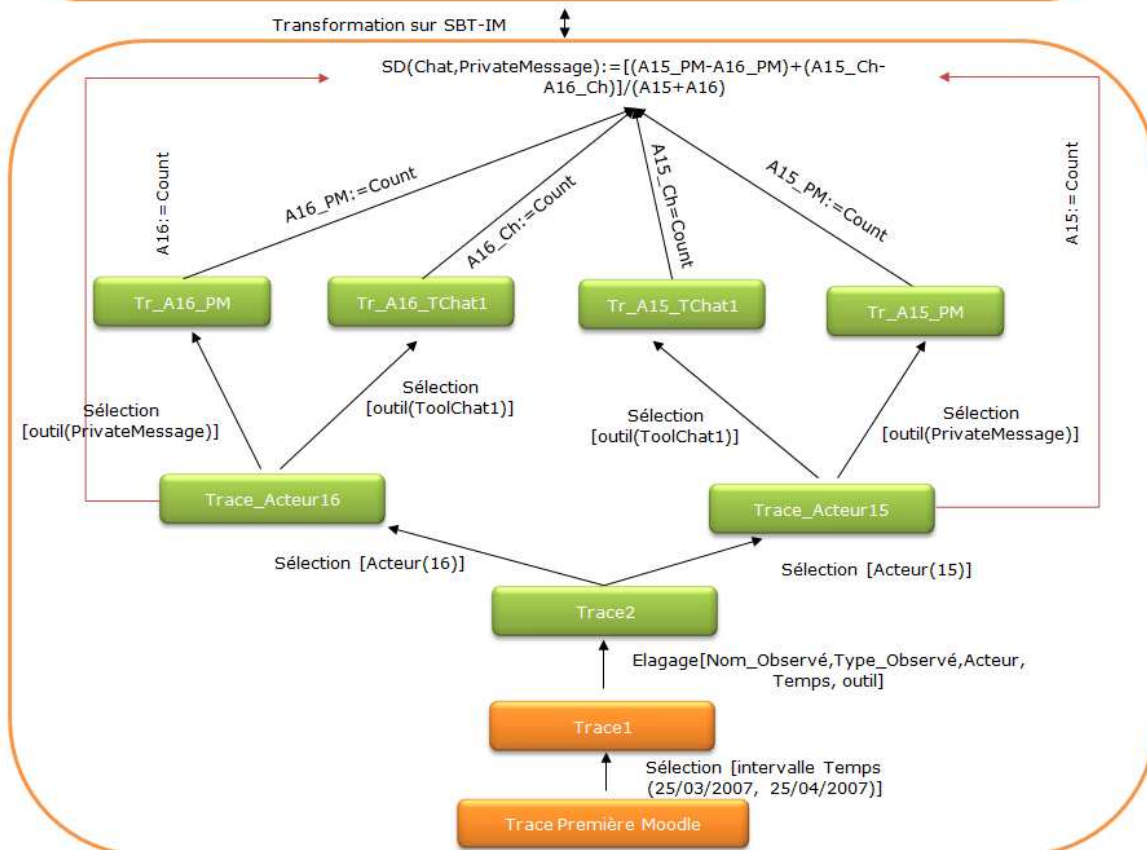 Transformation sur SBT-IM
SD(Chat,PrivateMessage):=[(A15_PM-A16_PM)+(A15_Ch-
A16_Ch)]/(A15+A16)
A16:=Count
A16_PM:=Count
A16_Ch:=Count
A15_Ch=Count
A15_PM:=Count
A15:=Count
Tr_A16_PM
Tr_A16_TChat1
Tr_A15_TChat1
Tr_A15_PM
Sélection
[outil(PrivateMessage)]
Sélection
[outil(ToolChat1)]
Sélection
[outil(ToolChat1)]
Sélection
[outil(PrivateMessage)]
Trace_Acteur16
Trace_Acteur15
Sélection [Acteur(16)]
Sélection [Acteur(15)]
Trace2
Elagage[Nom_Observé,Type_Observé,Acteur,
Temps, outil]
Trace1
Sélection [intervalle Temps
(25/03/2007, 25/04/2007)]
Trace Première Moodle